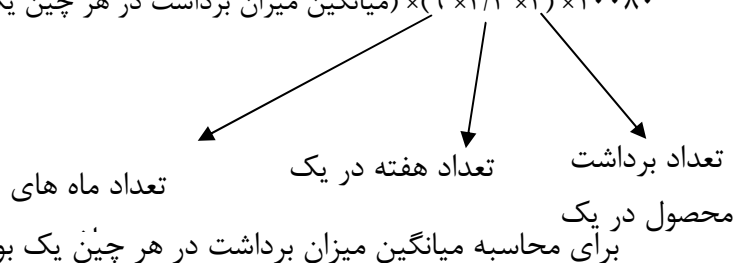 (میانگین میزان برداشت در هر چین
تعداد برداشت
محصول در یک
تعداد هفته در یک
تعداد ماه های
برای محاسبه میانگین میزان برداشت در هر چین یک